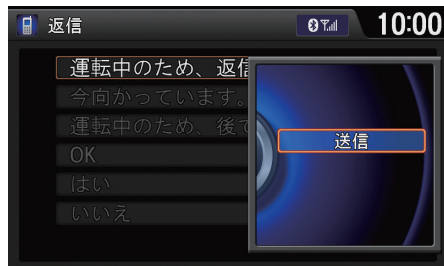 返信
10:00
運転中のため、返信
今向かっています。
運転中のため、後で
送信
OK
はい
いいえ